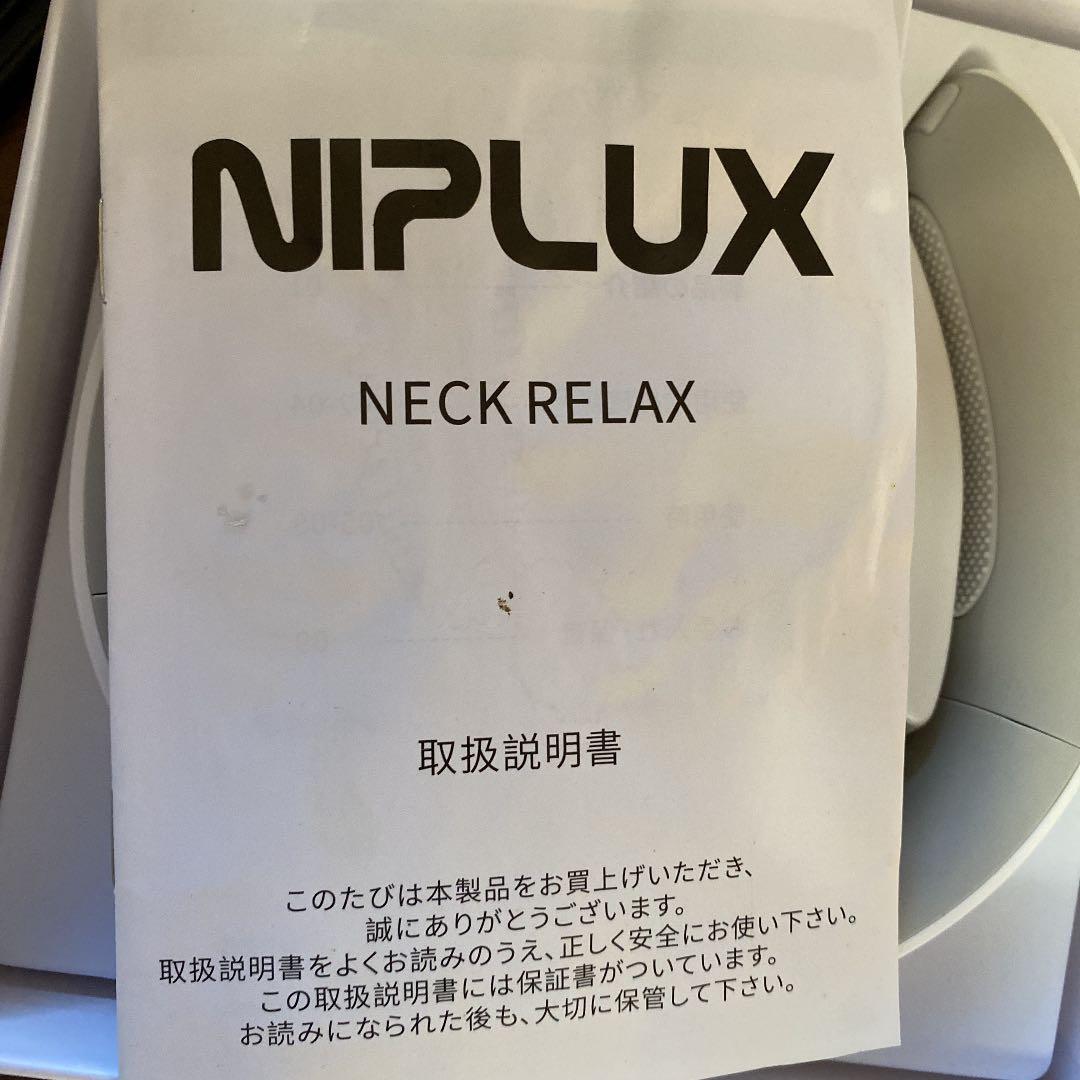 NIPLUX
NECK RELAX
取扱説明書
このたびは本製品をお買上げいただき、
誠にありがとうございます。
取扱説明書をよくお読みのうえ、正しく安全にお使い下さい。
この取扱説明書には保証書がついています。
お読みになられた後も、大切に保管して下さい。